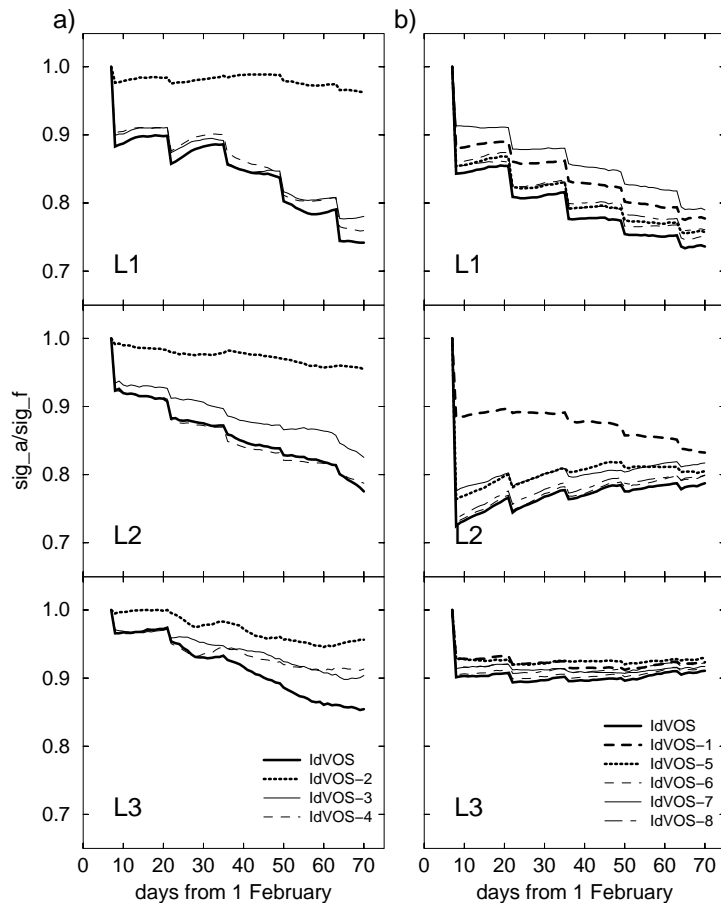 a)
b)
1.0
0.9
0.8
0.7
L1
L1
1.0
0.9
0.8
0.7
sig_a/sig_f
L2
L2
1.0
0.9
0.8
0.7
IdVOS
IdVOS-2
IdVOS-3
IdVOS-4
L3
IdVOS
IdVOS-1
IdVOS-5
IdVOS-6
IdVOS-7
IdVOS-8
L3
0 10 20 30 40 50 60 70
0 10 20 30 40 50 60 70
days from 1 February
days from 1 February